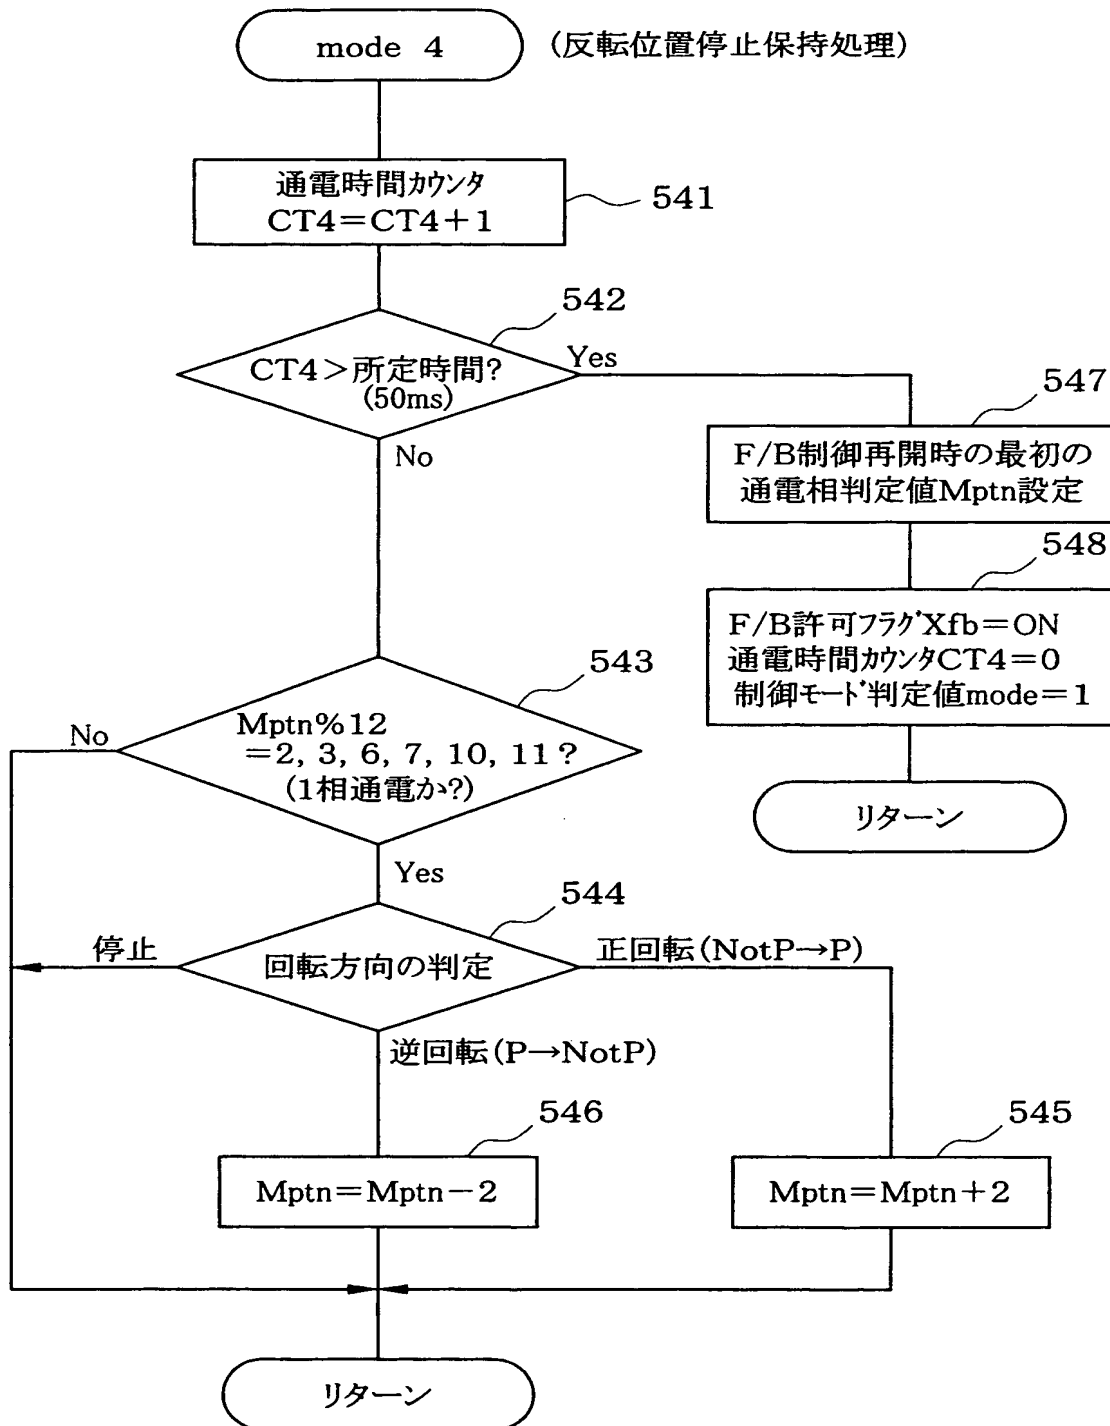 mode 4
(反転位置停止保持処理)
通電時間カウンタ
CT4=CT4+1
541
542
CT4>所定時間?
(50ms)
Yes
No
547
F/B制御再開時の最初の
通電相判定値Mptn設定
548
F/B許可フラグXfb=ON
通電時間カウンタCT4=0
制御モード判定値mode=1
リターン
543
Mptn%12
=2, 3, 6, 7, 10, 11?
(1相通電か?)
No
Yes
544
停止
回転方向の判定
正回転(NotP→P)
逆回転(P→NotP)
546
Mptn=Mptn-2
545
Mptn=Mptn+2
リターン